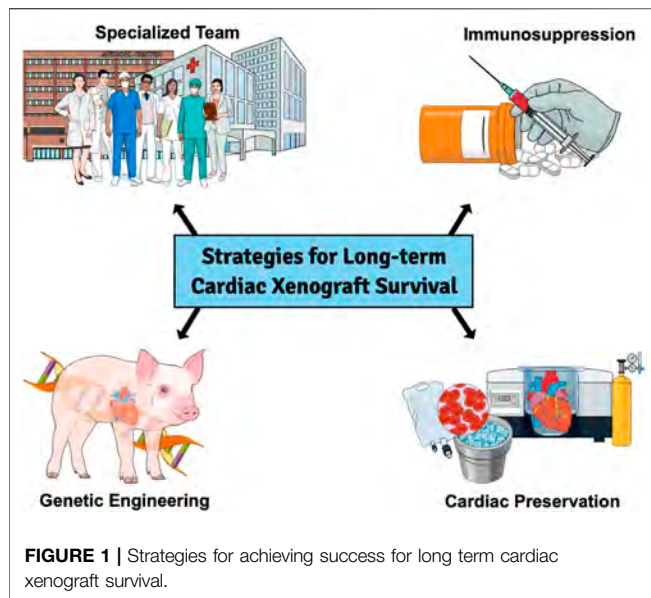 Specialized Team
Immunosuppression
Strategies for Long-term
Cardiac Xenograft Survival
Genetic Engineering
Cardiac Preservation
FIGURE 1 | Strategies for achieving success for long term cardiac
xenograft survival.